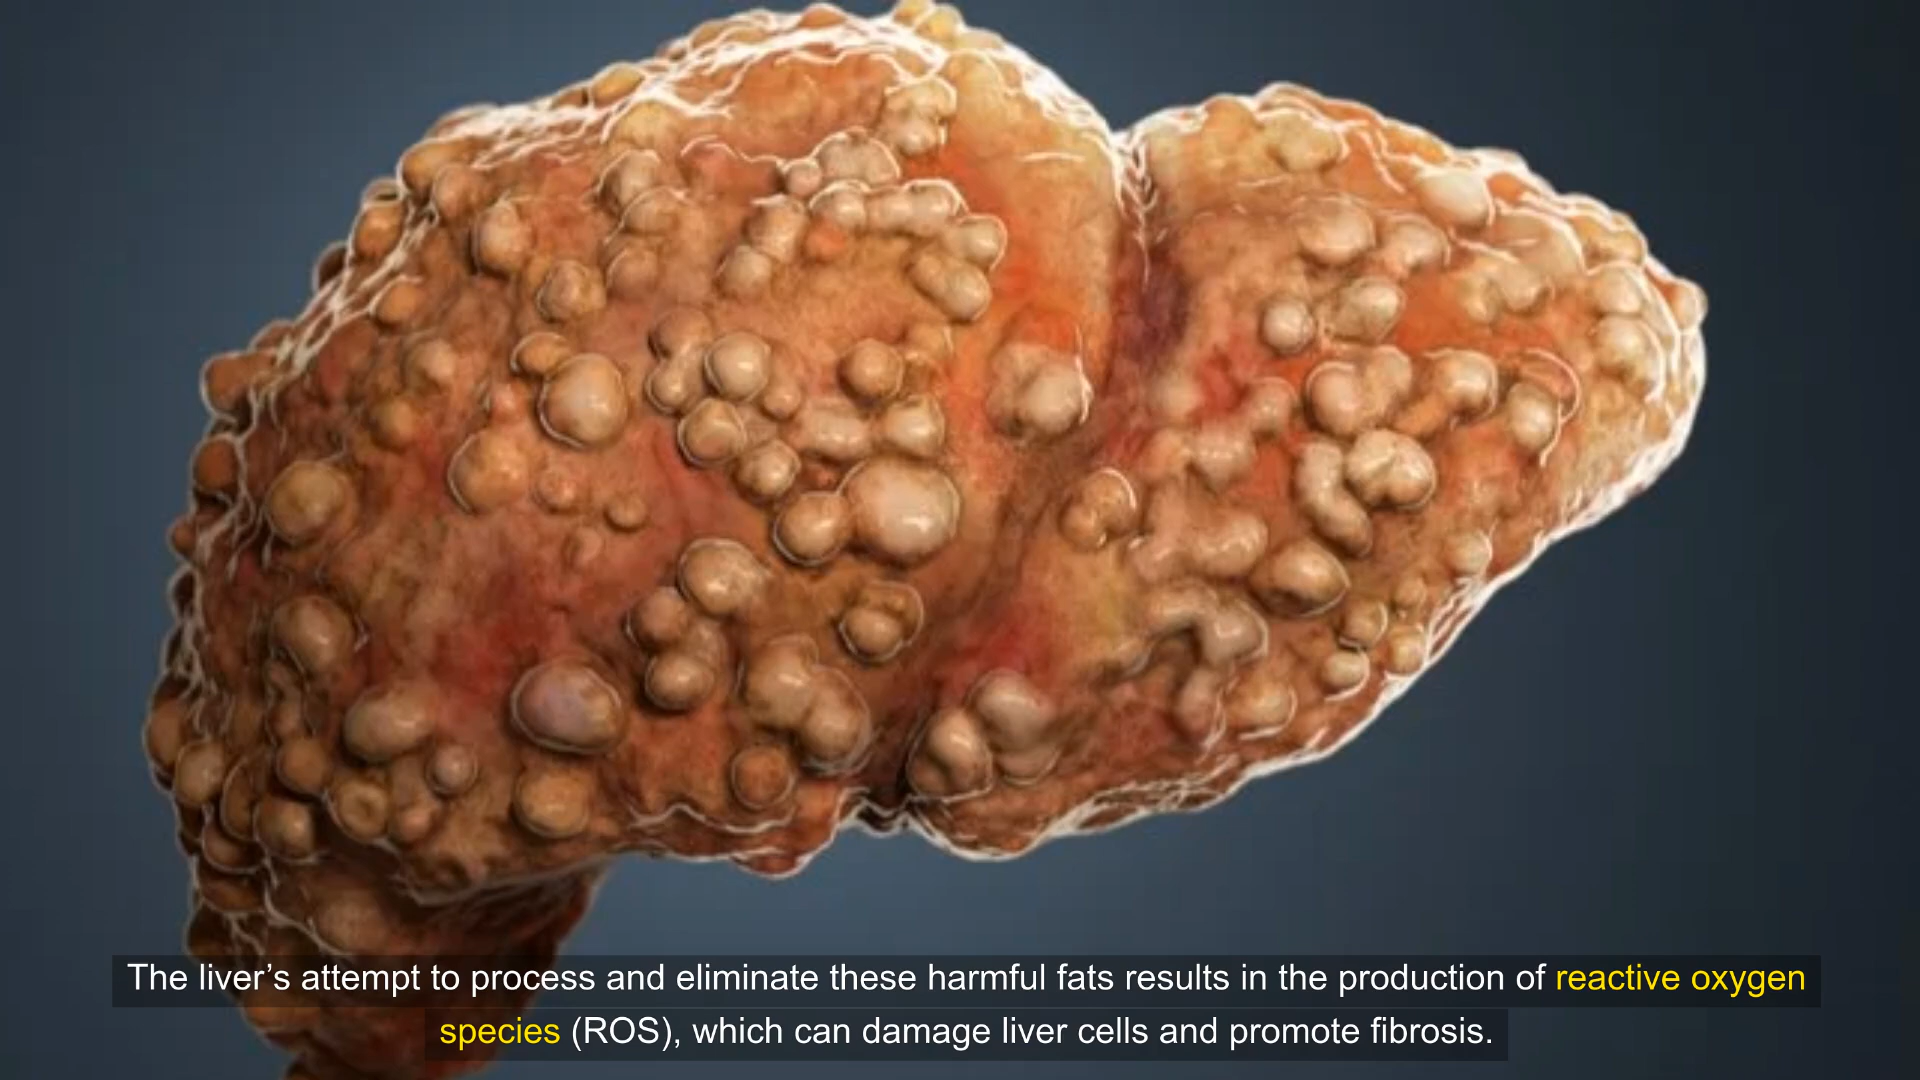 The liver’s attempt to process and eliminate these harmful fats results in the production of reactive oxygen
species (ROS), which can damage liver cells and promote fibrosis.